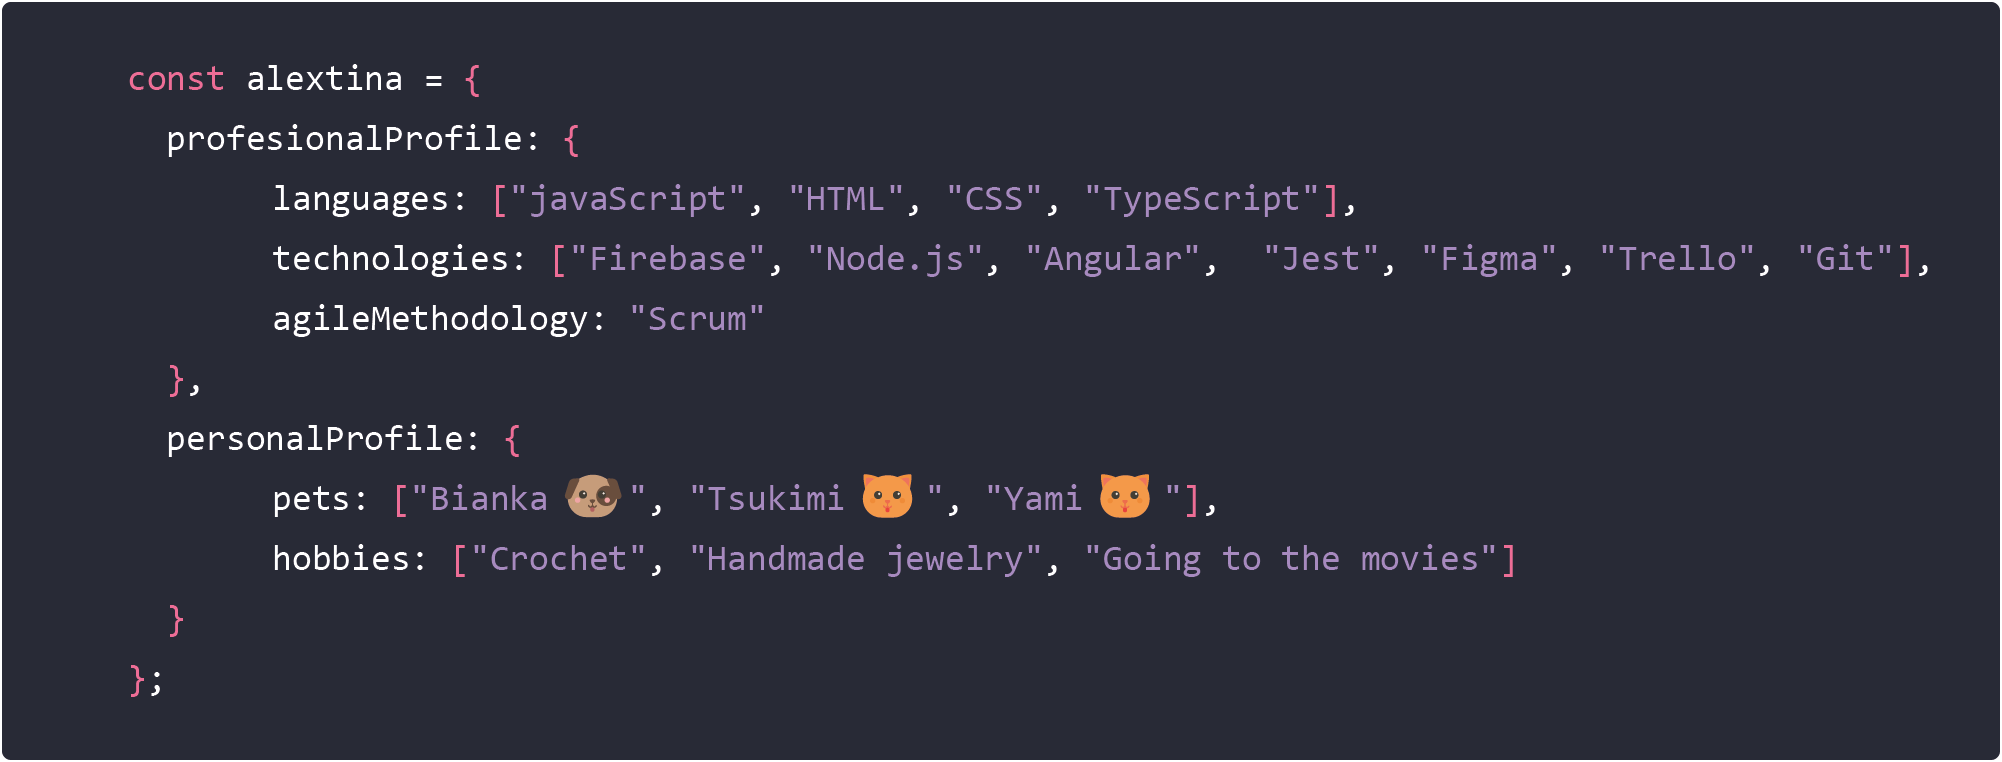 const alextina = {
profesionalProfile: {
languages: ["javaScript", "HTML", "CSS", "TypeScript"],
technologies: ["Firebase", "Node.js", "Angular",  "Jest", "Figma", "Trello", "Git"],
agileMethodology: "Scrum"
},
personalProfile: {
pets: ["Bianka 🐶", "Tsukimi 🐱", "Yami 🐱"],
hobbies: ["Crochet", "Handmade jewelry", "Going to the movies"]
}
};